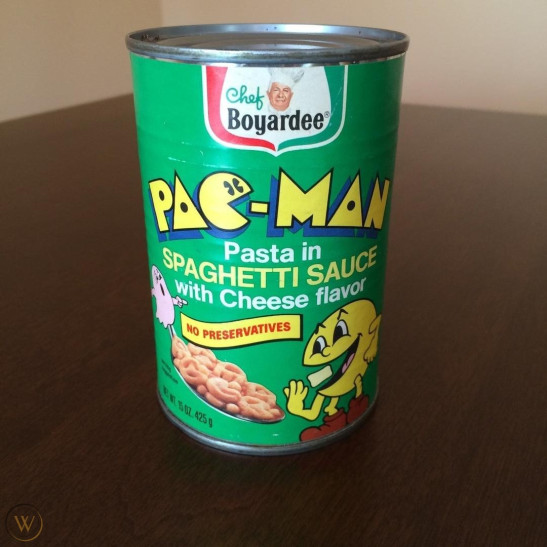 Chef
Boyardee®
PAC-MAN
Pasta in
SPAGHETTI SAUCE
with Cheese flavor
NO PRESERVATIVES
NET WT. 15 OZ. 425 g
W